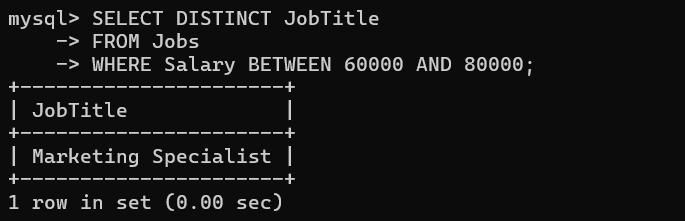 mysql> SELECT DISTINCT JobTitle
    -> FROM Jobs
    -> WHERE Salary BETWEEN 60000 AND 80000;
+----------------------+
| JobTitle             |
+----------------------+
| Marketing Specialist |
+----------------------+
1 row in set (0.00 sec)